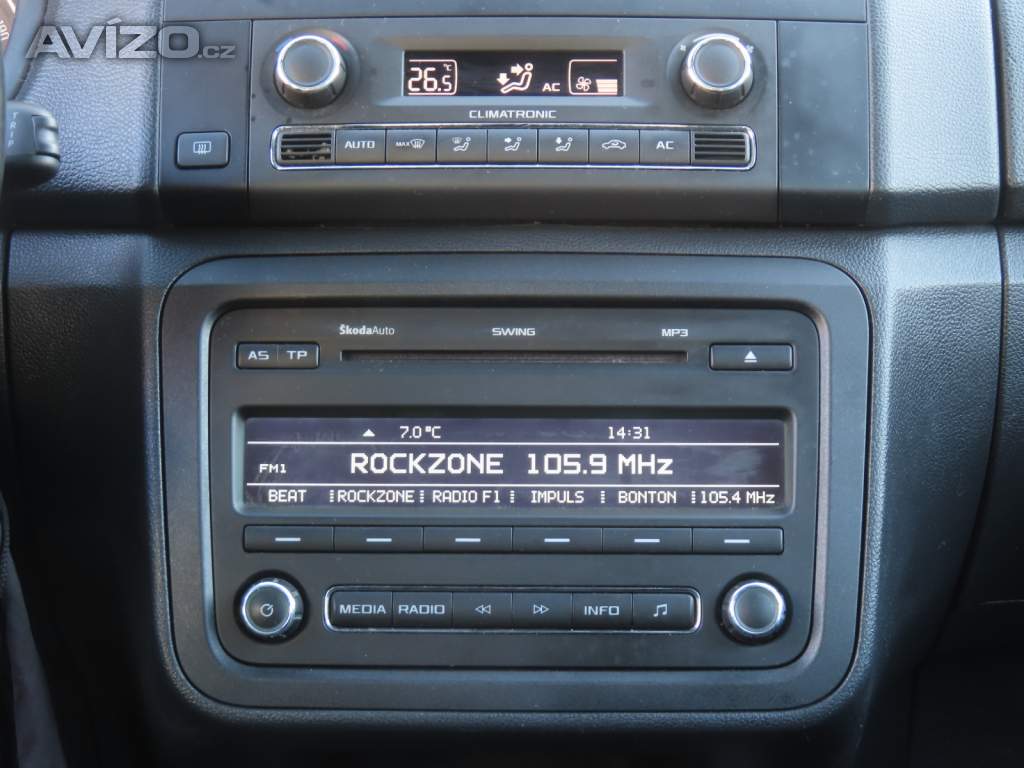 AVÍZO.cz
26.5 °C AC
CLIMATRONIC
AUTO MAX AC
ŠkodaAuto SWING MP3
AS TP
7.0 °C 14:31
FM1 ROCKZONE 105.9 MHz
BEAT ROCKZONE RADIO F1 IMPULS BONTON 105.4 MHz
MEDIA RADIO INFO